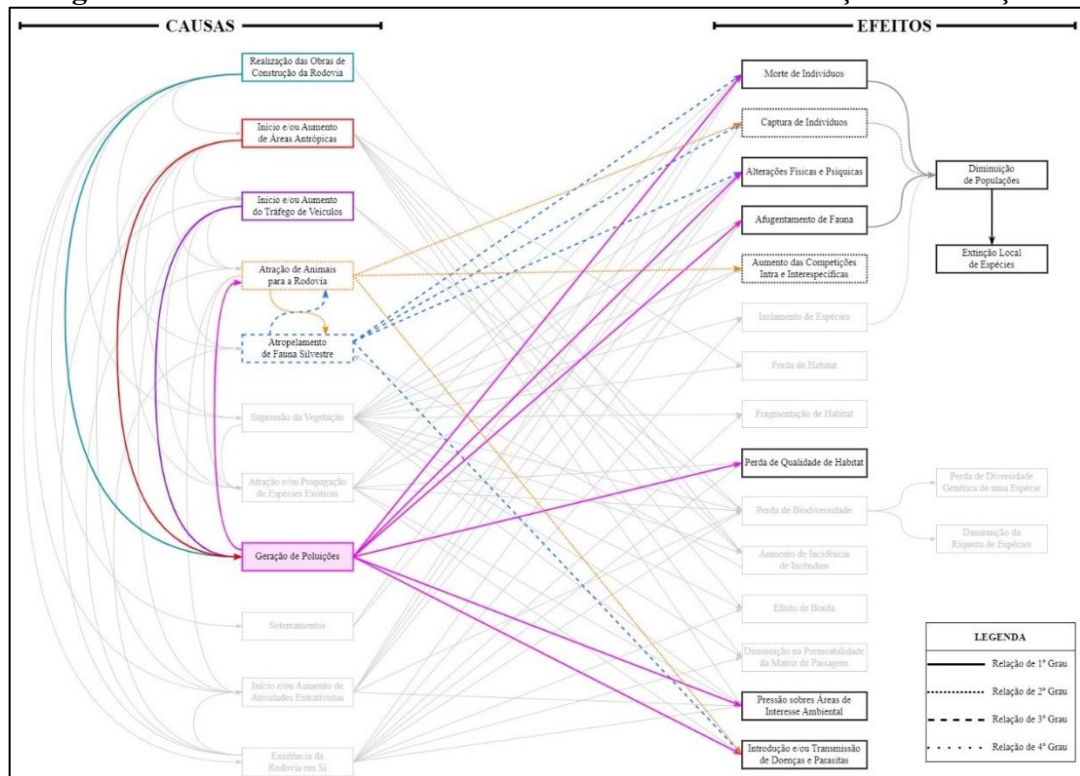 CAUSAS
EFEITOS
Realização das Obras de
Construção da Rodovia
Início e/ou Aumento
de Áreas Antrópicas
Início e/ou Aumento
do Tráfego de Veículos
Atração de Animais
para a Rodovia
Atropelamento
de Fauna Silvestre
Supressão da Vegetação
Atração e/ou Propagação
de Espécies Exóticas
Geração de Poluições
Soterramentos
Início e/ou Aumento de
Atividades Extrativistas
Existência da
Rodovia em Si
Morte de Indivíduos
Captura de Indivíduos
Alterações Físicas e Psíquicas
Afugentamento de Fauna
Aumento das Competições
Intra e Interespecíficas
Isolamento de Espécies
Perda de Habitat
Fragmentação de Habitat
Perda de Qualidade de Habitat
Perda de Biodiversidade
Aumento de Incidência
de Incêndios
Efeito de Borda
Diminuição na Permeabilidade
da Matriz de Passagem
Pressão sobre Áreas de
Interesse Ambiental
Introdução e/ou Transmissão
de Doenças e Parasitas
Diminuição
de Populações
Extinção Local
de Espécies
Perda de Diversidade
Genética de uma Espécie
Diminuição da
Riqueza de Espécies
LEGENDA
Relação de 1º Grau
Relação de 2º Grau
Relação de 3º Grau
Relação de 4º Grau